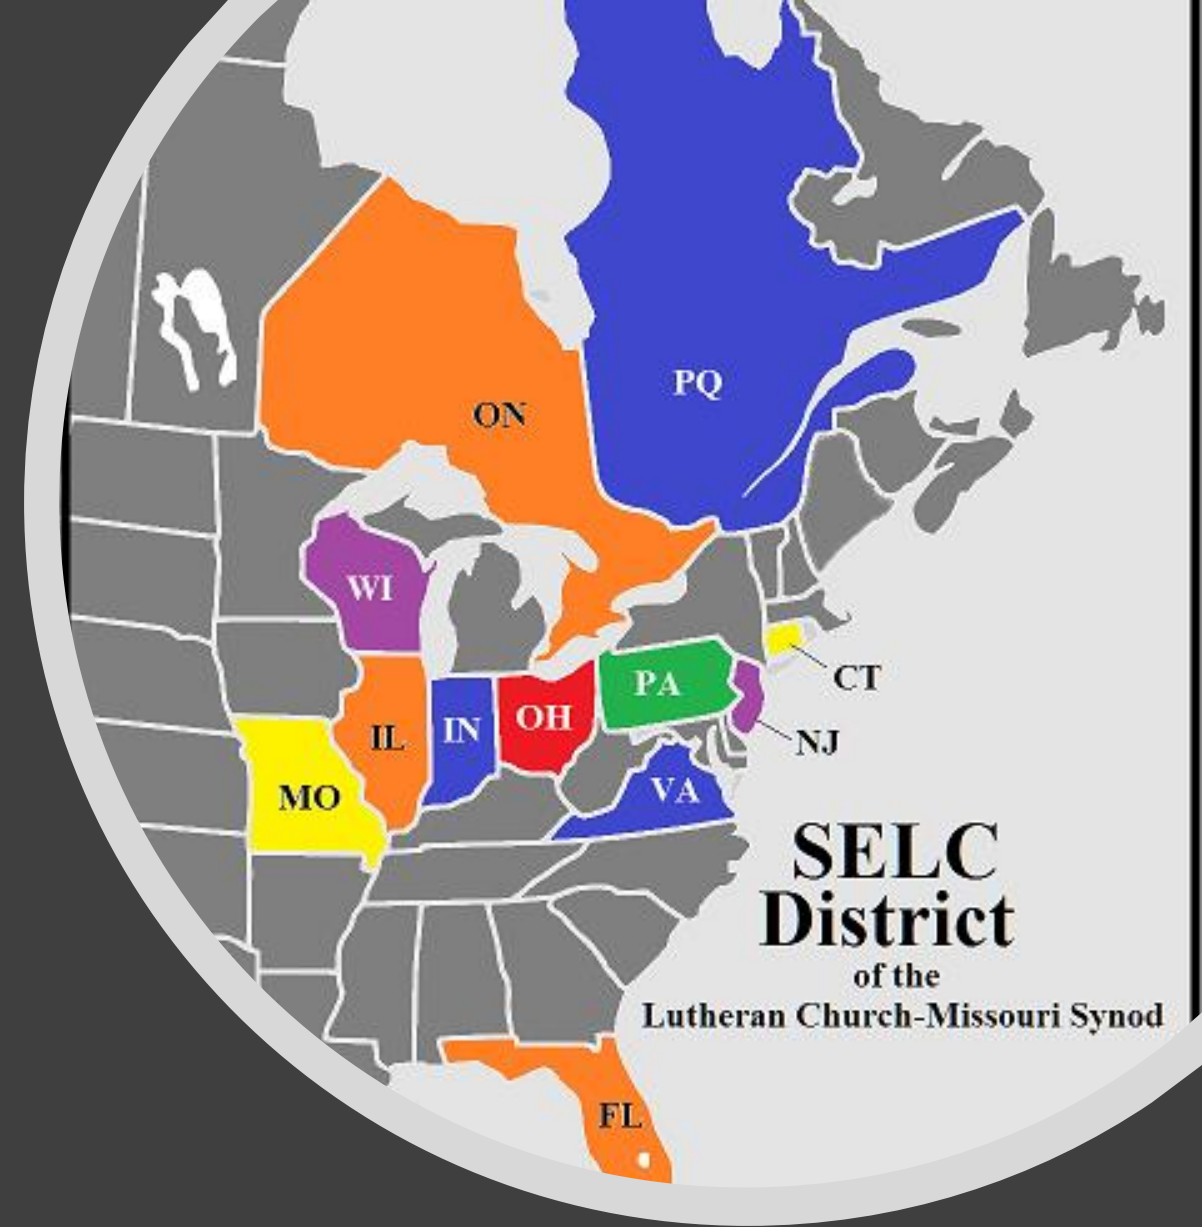 PQ
ON
WI
CT
PA
OH
IN
IL
NJ
VA
MO
SELC
District
of the
Lutheran Church-Missouri Synod
FL